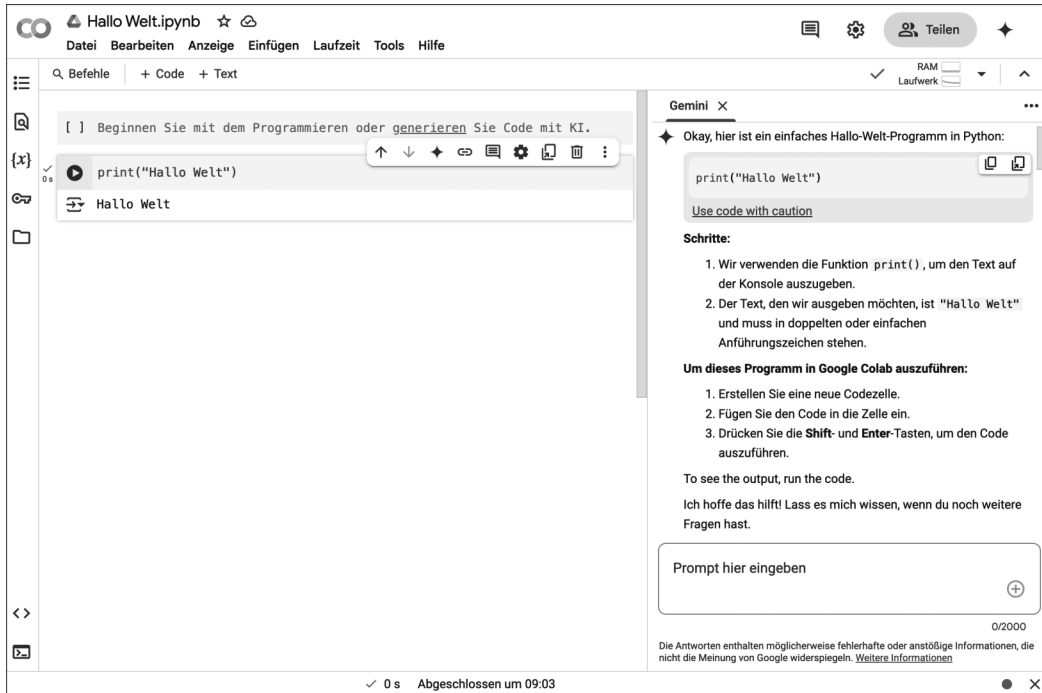 Hallo Welt.ipynb
Datei Bearbeiten Anzeige Einfügen Laufzeit Tools Hilfe
Teilen
Befehle + Code + Text
RAM
Laufwerk
[ ] Beginnen Sie mit dem Programmieren oder generieren Sie Code mit KI.
{x}
0 s
print("Hallo Welt")
Hallo Welt
Gemini
Okay, hier ist ein einfaches Hallo-Welt-Programm in Python:
print("Hallo Welt")
Use code with caution
Schritte:
1. Wir verwenden die Funktion print(), um den Text auf
der Konsole auszugeben.
2. Der Text, den wir ausgeben möchten, ist "Hallo Welt"
und muss in doppelten oder einfachen
Anführungszeichen stehen.
Um dieses Programm in Google Colab auszuführen:
1. Erstellen Sie eine neue Codezelle.
2. Fügen Sie den Code in die Zelle ein.
3. Drücken Sie die Shift- und Enter-Tasten, um den Code
auszuführen.
To see the output, run the code.
Ich hoffe das hilft! Lass es mich wissen, wenn du noch weitere
Fragen hast.
Prompt hier eingeben
0/2000
Die Antworten enthalten möglicherweise fehlerhafte oder anstößige Informationen, die
nicht die Meinung von Google widerspiegeln. Weitere Informationen
0 s Abgeschlossen um 09:03